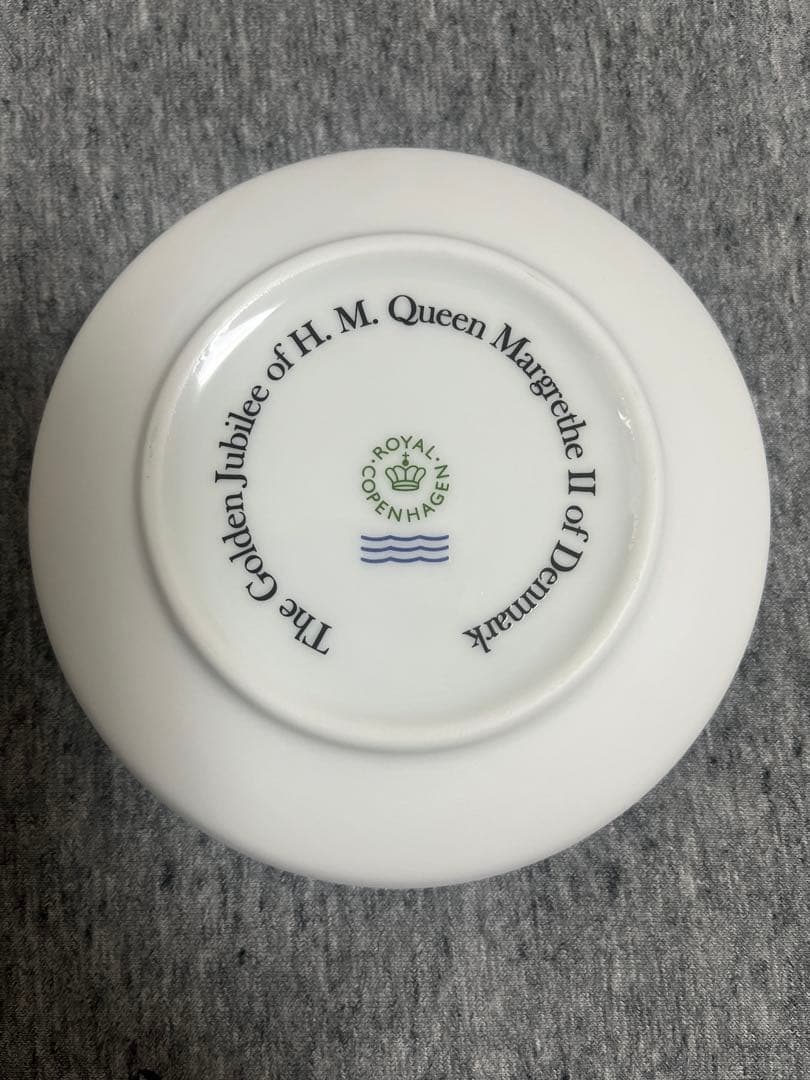 The Golden Jubilee of H. M. Queen Margrethe II of Denmark
ROYAL·
COPENHAGEN·